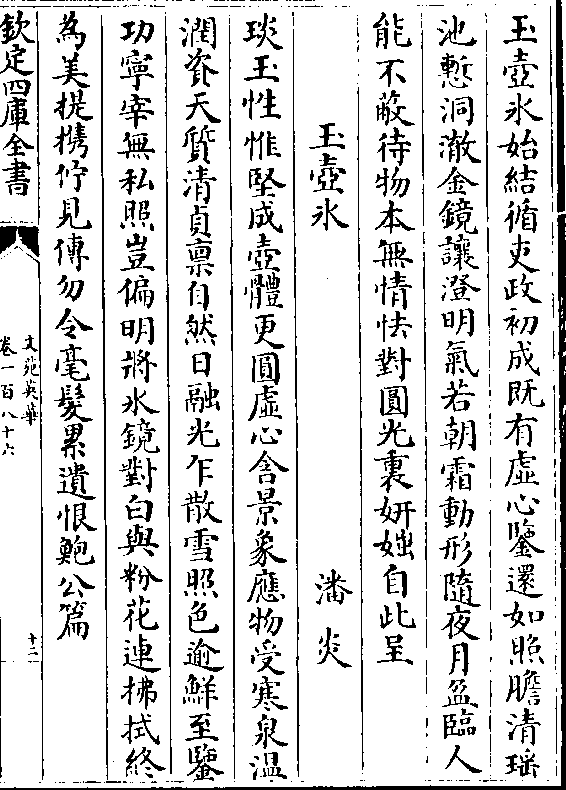 玉壺氷始結循吏政初成既有虛心鑒還如照膽清瑶
池慙洞澈金鏡讓澄明氣若朝霜動形隨夜月盈臨人
能不蔽待物本無情怯對圓光裏妍媸自此呈
玉壺氷 潘炎
琰玉性惟堅成壺體更圓虛心含景象應物受寒泉温
潤資天質清貞禀自然日融光乍散雪照色逾鮮至鑒
功寧宰無私照豈偏明將氷鏡對白與粉花連拂拭終
為美提携佇見傳勿令毫髮累遺恨鮑公篇
欽定四庫全書
文苑英華
卷一百八十六
十二